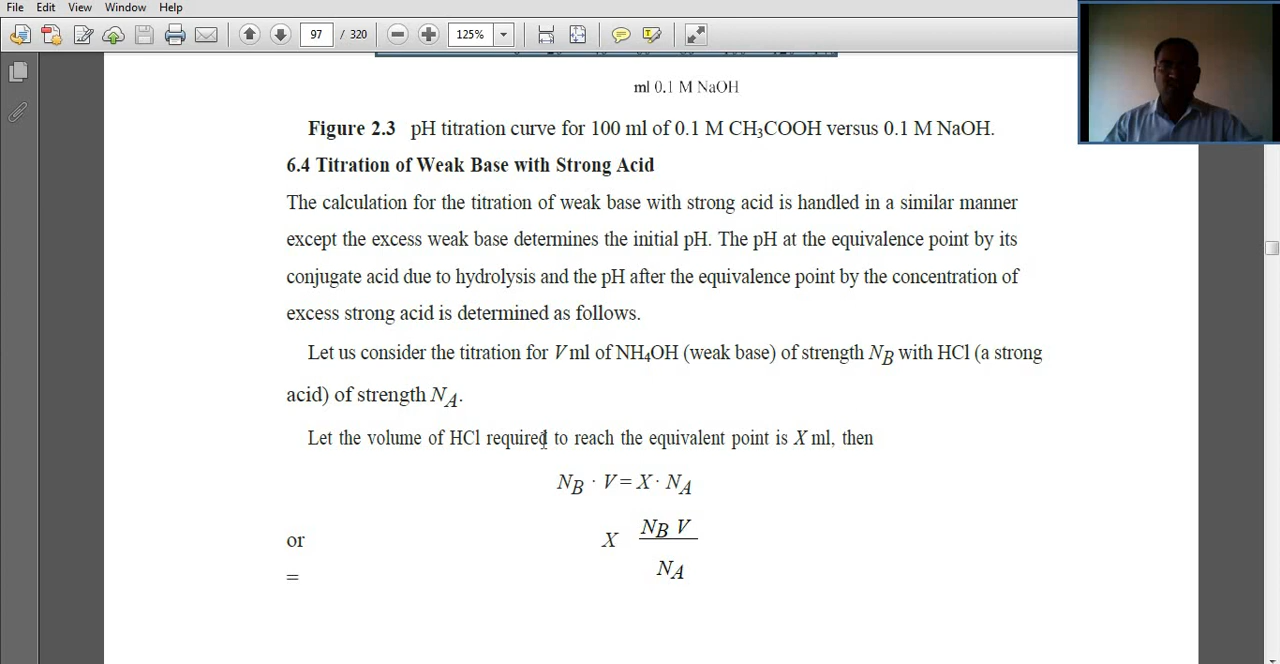 File Edit View Window Help
97 / 320 125%
ml 0.1 M NaOH
Figure 2.3 pH titration curve for 100 ml of 0.1 M CH₃COOH versus 0.1 M NaOH.
6.4 Titration of Weak Base with Strong Acid
The calculation for the titration of weak base with strong acid is handled in a similar manner
except the excess weak base determines the initial pH. The pH at the equivalence point by its
conjugate acid due to hydrolysis and the pH after the equivalence point by the concentration of
excess strong acid is determined as follows.
Let us consider the titration for V ml of NH₄OH (weak base) of strength N_B with HCl (a strong
acid) of strength N_A.
Let the volume of HCl required to reach the equivalent point is X ml, then
N_B · V = X · N_A
N_B V
or X
N_A
=